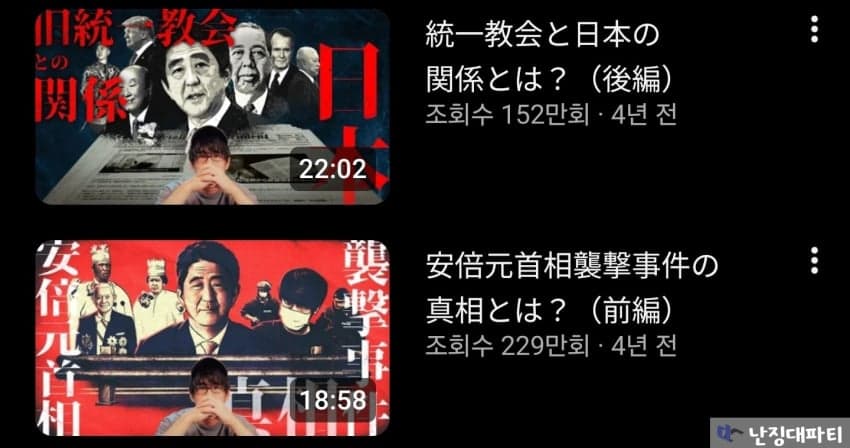 旧統一教会
との
関係
日本
22:02
統一教会と日本の
関係とは？（後編）
조회수 152만회 · 4년 전
安倍元首相
襲撃事件
真相
18:58
安倍元首相襲撃事件の
真相とは？（前編）
조회수 229만회 · 4년 전
난징대파티